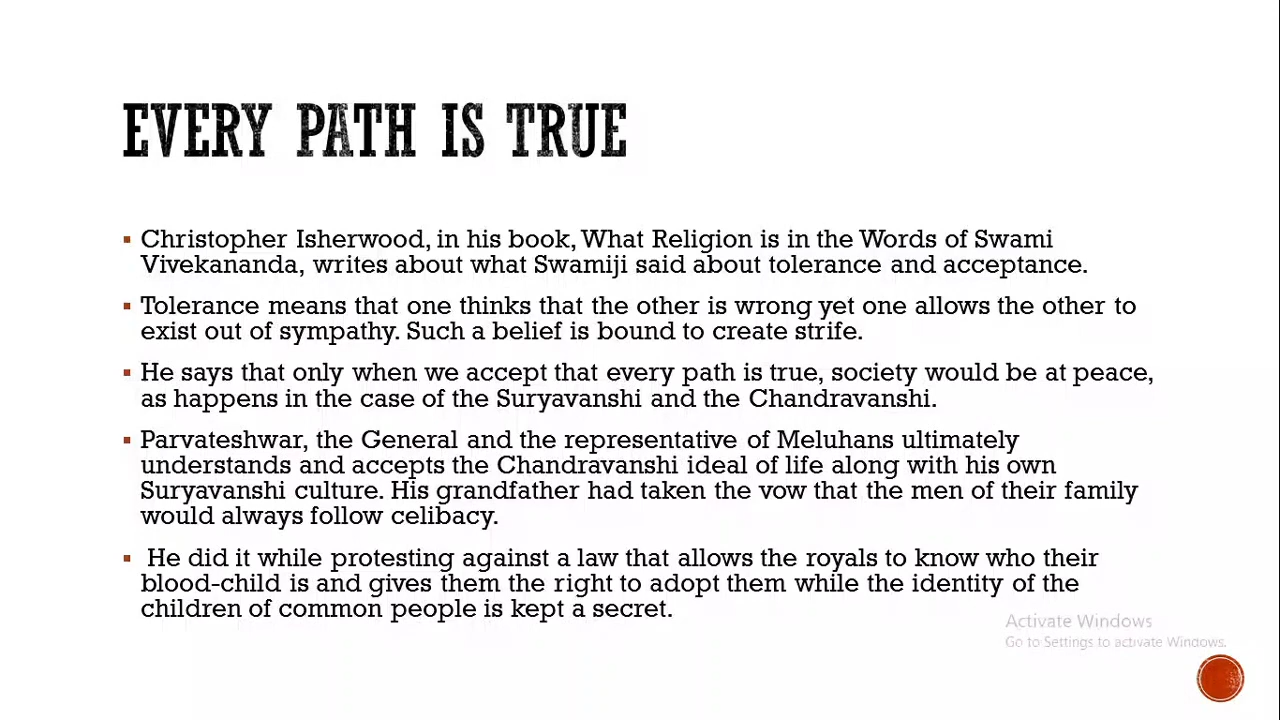 EVERY PATH IS TRUE
▪ Christopher Isherwood, in his book, What Religion is in the Words of Swami
Vivekananda, writes about what Swamiji said about tolerance and acceptance.
▪ Tolerance means that one thinks that the other is wrong yet one allows the other to
exist out of sympathy. Such a belief is bound to create strife.
▪ He says that only when we accept that every path is true, society would be at peace,
as happens in the case of the Suryavanshi and the Chandravanshi.
▪ Parvateshwar, the General and the representative of Meluhans ultimately
understands and accepts the Chandravanshi ideal of life along with his own
Suryavanshi culture. His grandfather had taken the vow that the men of their family
would always follow celibacy.
▪ He did it while protesting against a law that allows the royals to know who their
blood-child is and gives them the right to adopt them while the identity of the
children of common people is kept a secret.
Activate Windows
Go to Settings to activate Windows.